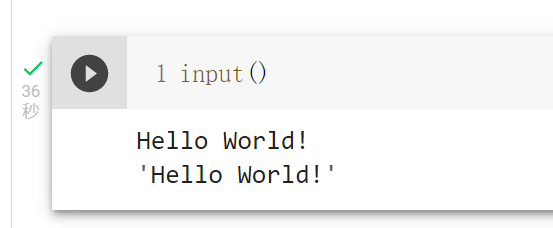 1 input()
36
秒
Hello World!
'Hello World!'